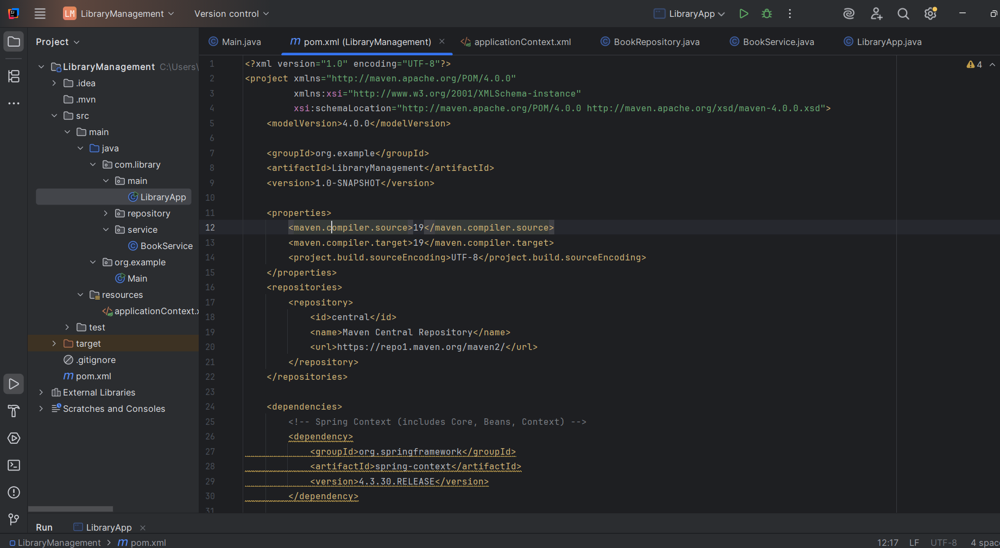 LM LibraryManagement Version control LibraryApp
Project
Main.java pom.xml (LibraryManagement) applicationContext.xml BookRepository.java BookService.java LibraryApp.java
LibraryManagement C:\Users\
.idea
.mvn
src
main
java
com.library
main
LibraryApp
repository
service
BookService
org.example
Main
resources
applicationContext.x
test
target
.gitignore
pom.xml
External Libraries
Scratches and Consoles
4
1 <?xml version="1.0" encoding="UTF-8"?>
2 <project xmlns="http://maven.apache.org/POM/4.0.0"
3 xmlns:xsi="http://www.w3.org/2001/XMLSchema-instance"
4 xsi:schemaLocation="http://maven.apache.org/POM/4.0.0 http://maven.apache.org/xsd/maven-4.0.0.xsd">
5 <modelVersion>4.0.0</modelVersion>
6
7 <groupId>org.example</groupId>
8 <artifactId>LibraryManagement</artifactId>
9 <version>1.0-SNAPSHOT</version>
10
11 <properties>
12 <maven.compiler.source>19</maven.compiler.source>
13 <maven.compiler.target>19</maven.compiler.target>
14 <project.build.sourceEncoding>UTF-8</project.build.sourceEncoding>
15 </properties>
16 <repositories>
17 <repository>
18 <id>central</id>
19 <name>Maven Central Repository</name>
20 <url>https://repo1.maven.org/maven2/</url>
21 </repository>
22 </repositories>
23
24 <dependencies>
25 <!-- Spring Context (includes Core, Beans, Context) -->
26 <dependency>
27 <groupId>org.springframework</groupId>
28 <artifactId>spring-context</artifactId>
29 <version>4.3.30.RELEASE</version>
30 </dependency>
31
Run LibraryApp
LibraryManagement > pom.xml 12:17 LF UTF-8 4 spac